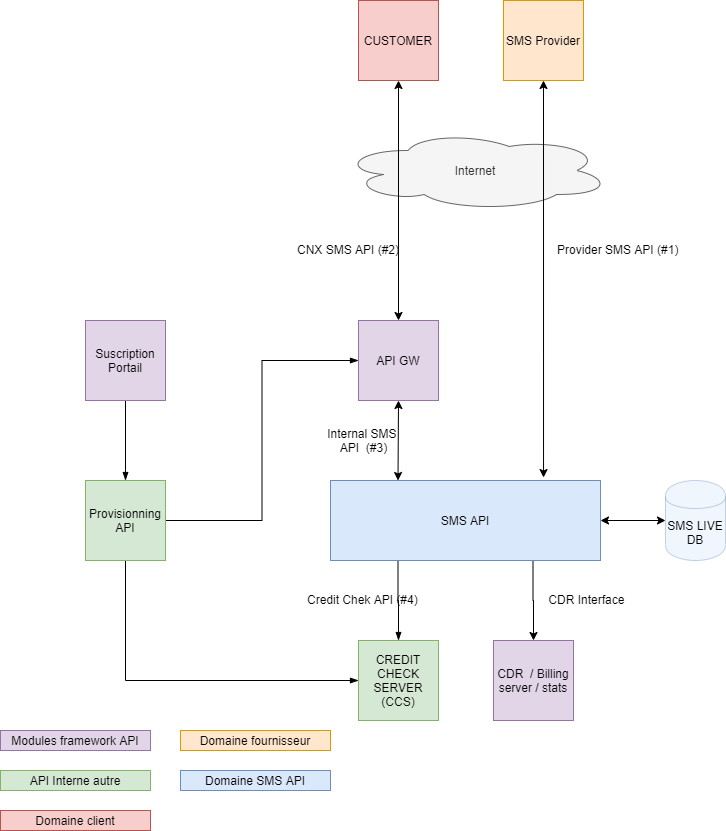 CUSTOMER
SMS Provider
Internet
CNX SMS API (#2)
Provider SMS API (#1)
Suscription
Portail
API GW
Internal SMS
API (#3)
Provisionning
API
SMS API
SMS LIVE
DB
Credit Chek API (#4)
CDR Interface
CREDIT
CHECK
SERVER
(CCS)
CDR / Billing
server / stats
Modules framework API
Domaine fournisseur
API Interne autre
Domaine SMS API
Domaine client